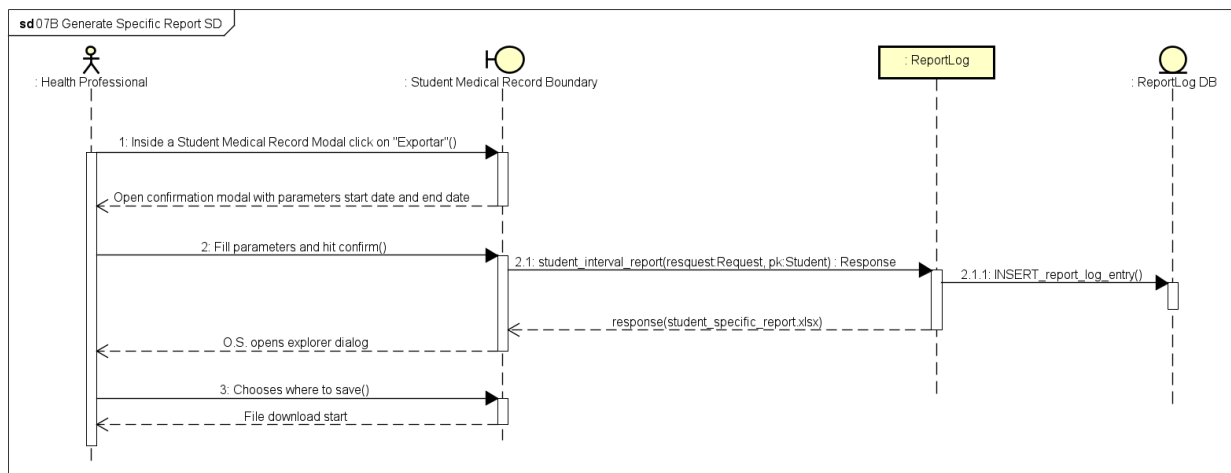 sd 07B Generate Specific Report SD
: Health Professional
: Student Medical Record Boundary
: ReportLog
: ReportLog DB
1: Inside a Student Medical Record Modal click on "Exportar"()
Open confirmation modal with parameters start date and end date
2: Fill parameters and hit confirm()
2.1: student_interval_report(resquest:Request, pk:Student) : Response
2.1.1: INSERT_report_log_entry()
response(student_specific_report.xlsx)
O.S. opens explorer dialog
3: Chooses where to save()
File download start